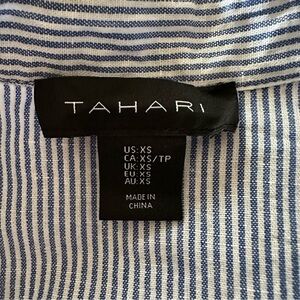 TAHARI
US:XS
CA:XS/TP
UK:XS
EU:XS
AU:XS
MADE IN
CHINA